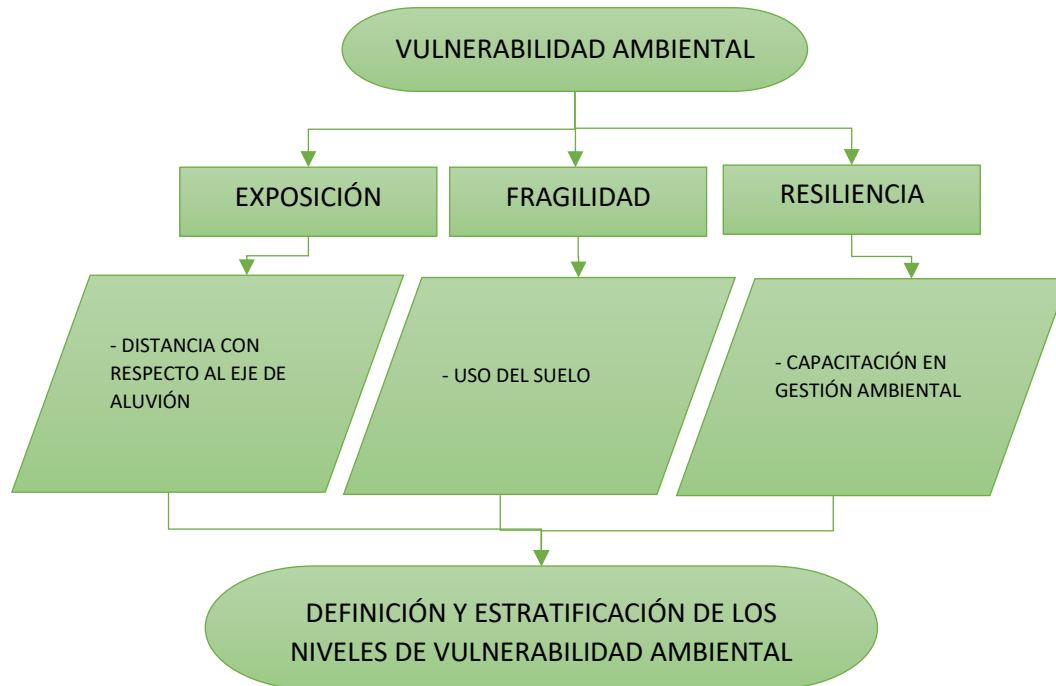 VULNERABILIDAD AMBIENTAL
EXPOSICIÓN
FRAGILIDAD
RESILIENCIA
- DISTANCIA CON
RESPECTO AL EJE DE
ALUVIÓN
- USO DEL SUELO
- CAPACITACIÓN EN
GESTIÓN AMBIENTAL
DEFINICIÓN Y ESTRATIFICACIÓN DE LOS
NIVELES DE VULNERABILIDAD AMBIENTAL